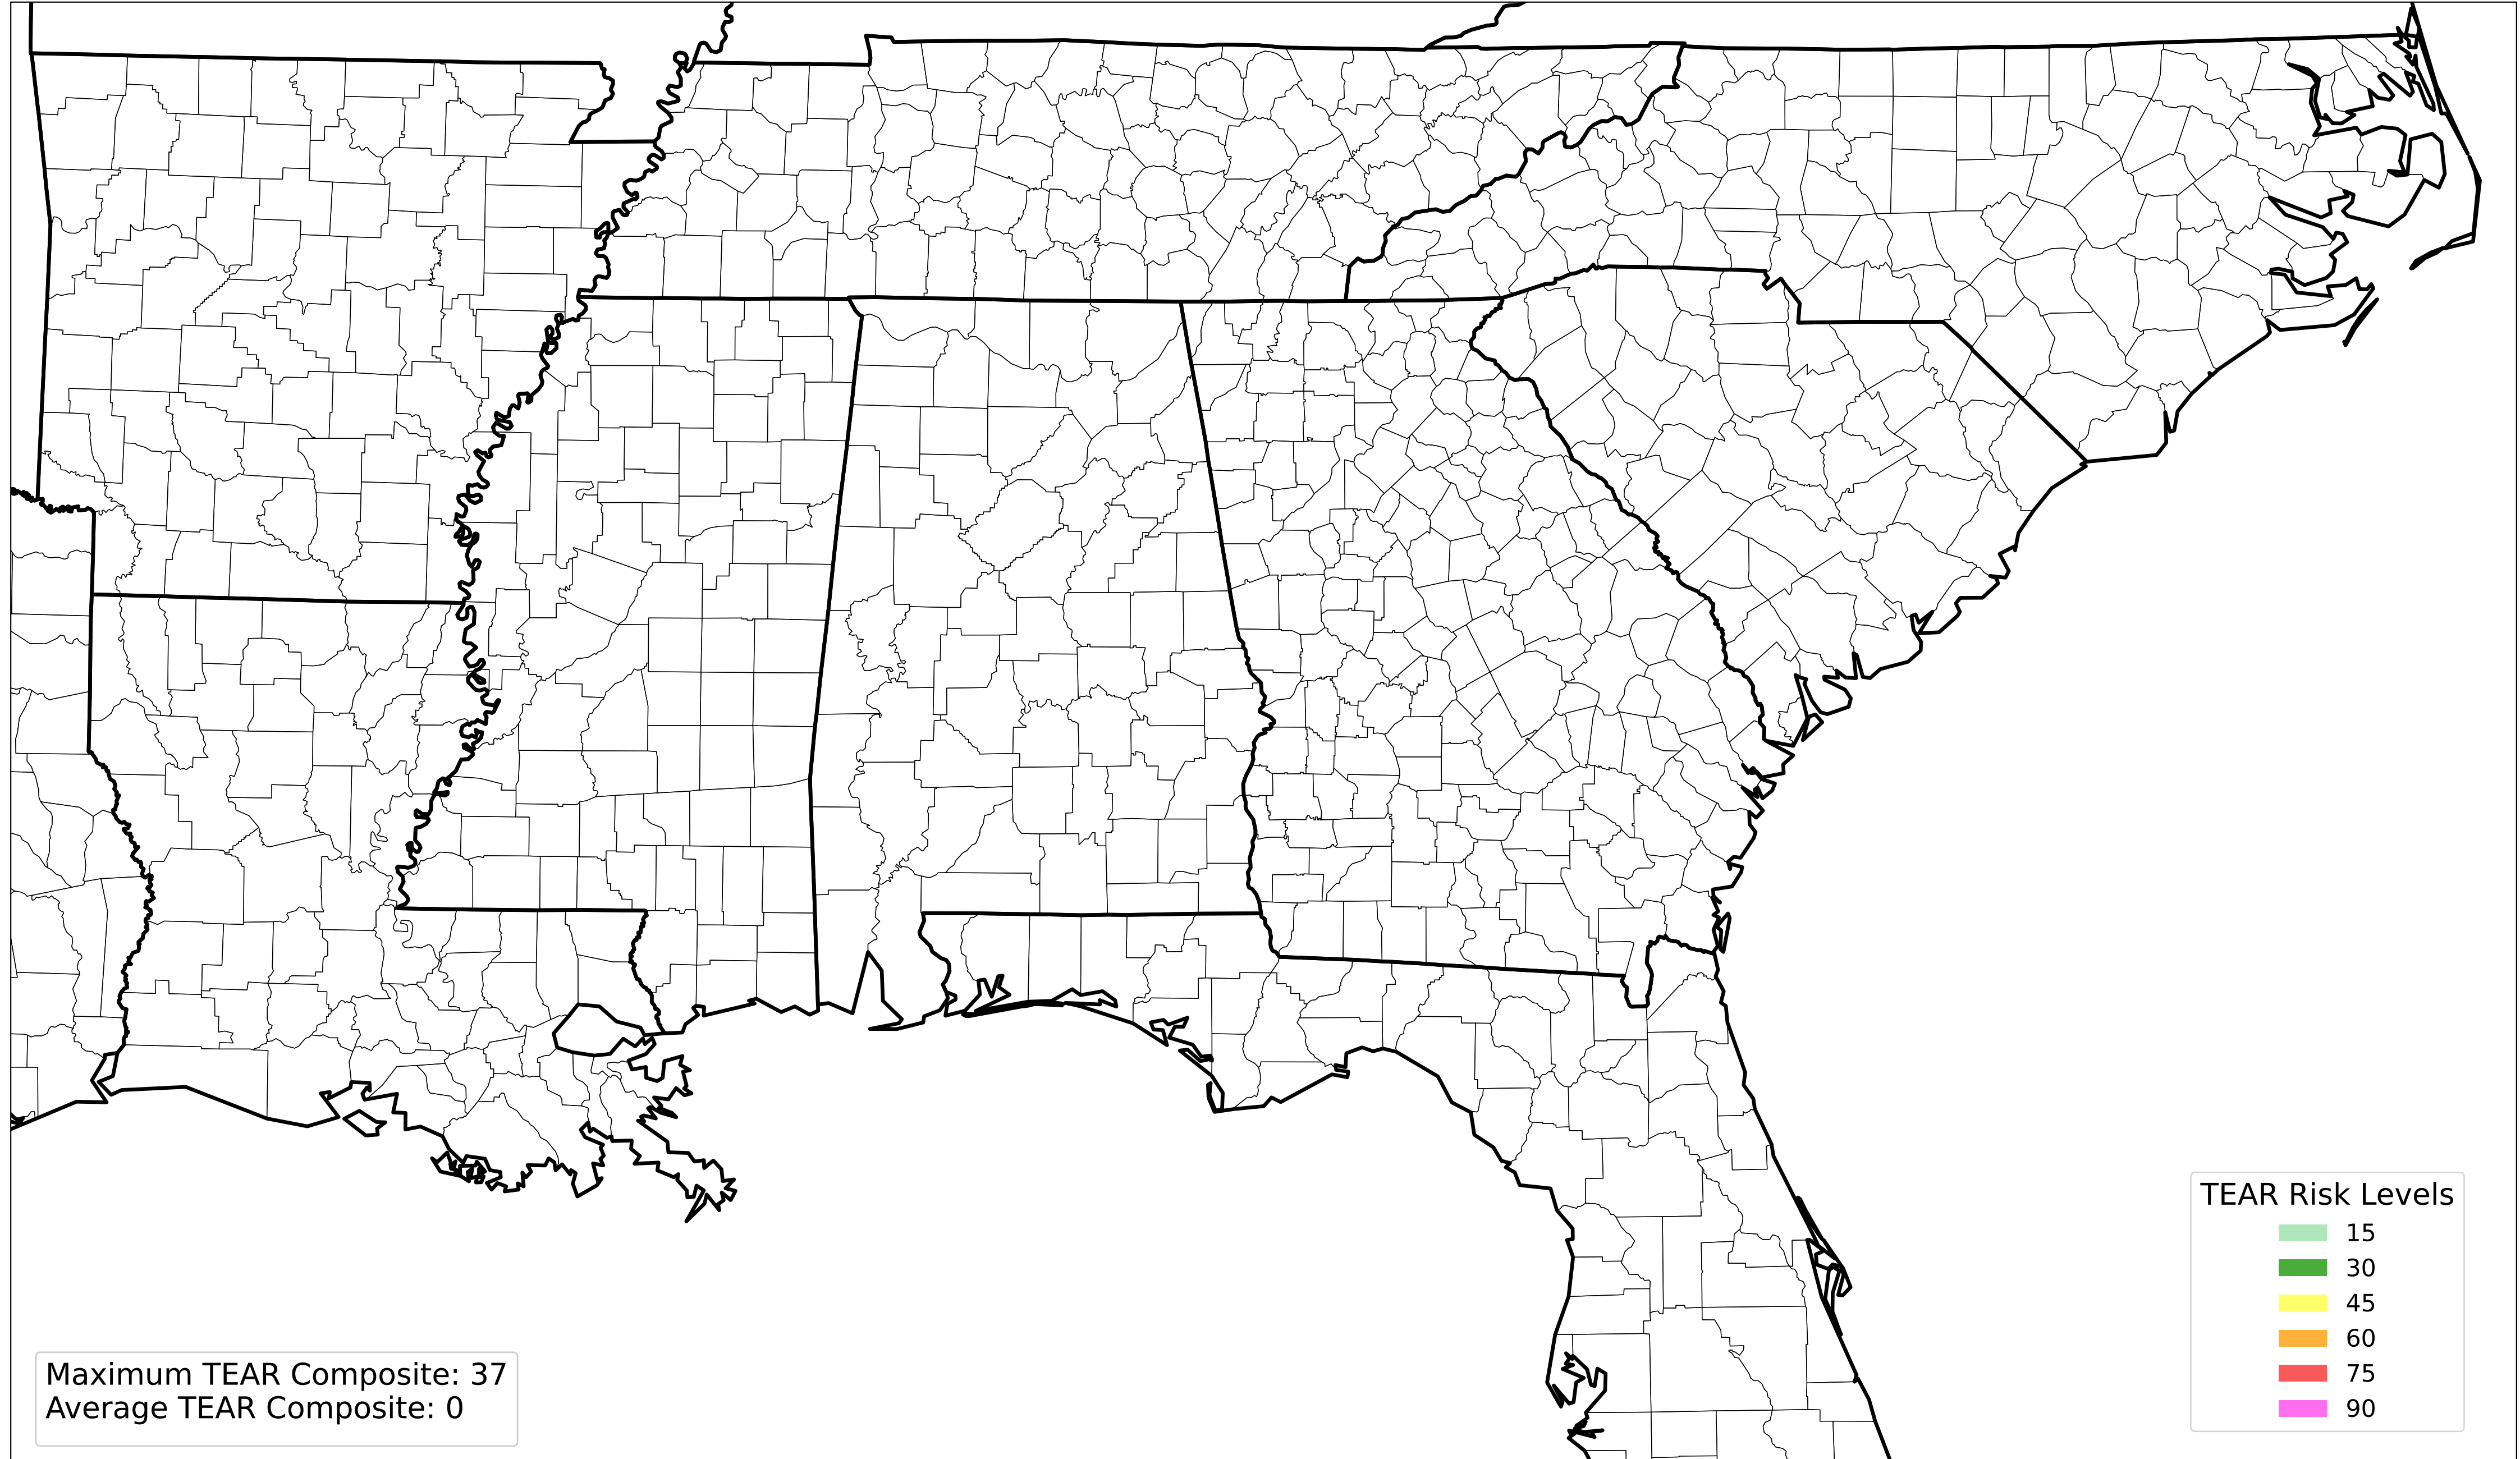 TEAR Risk Levels
15
30
45
60
75
90
Maximum TEAR Composite: 37
Average TEAR Composite: 0